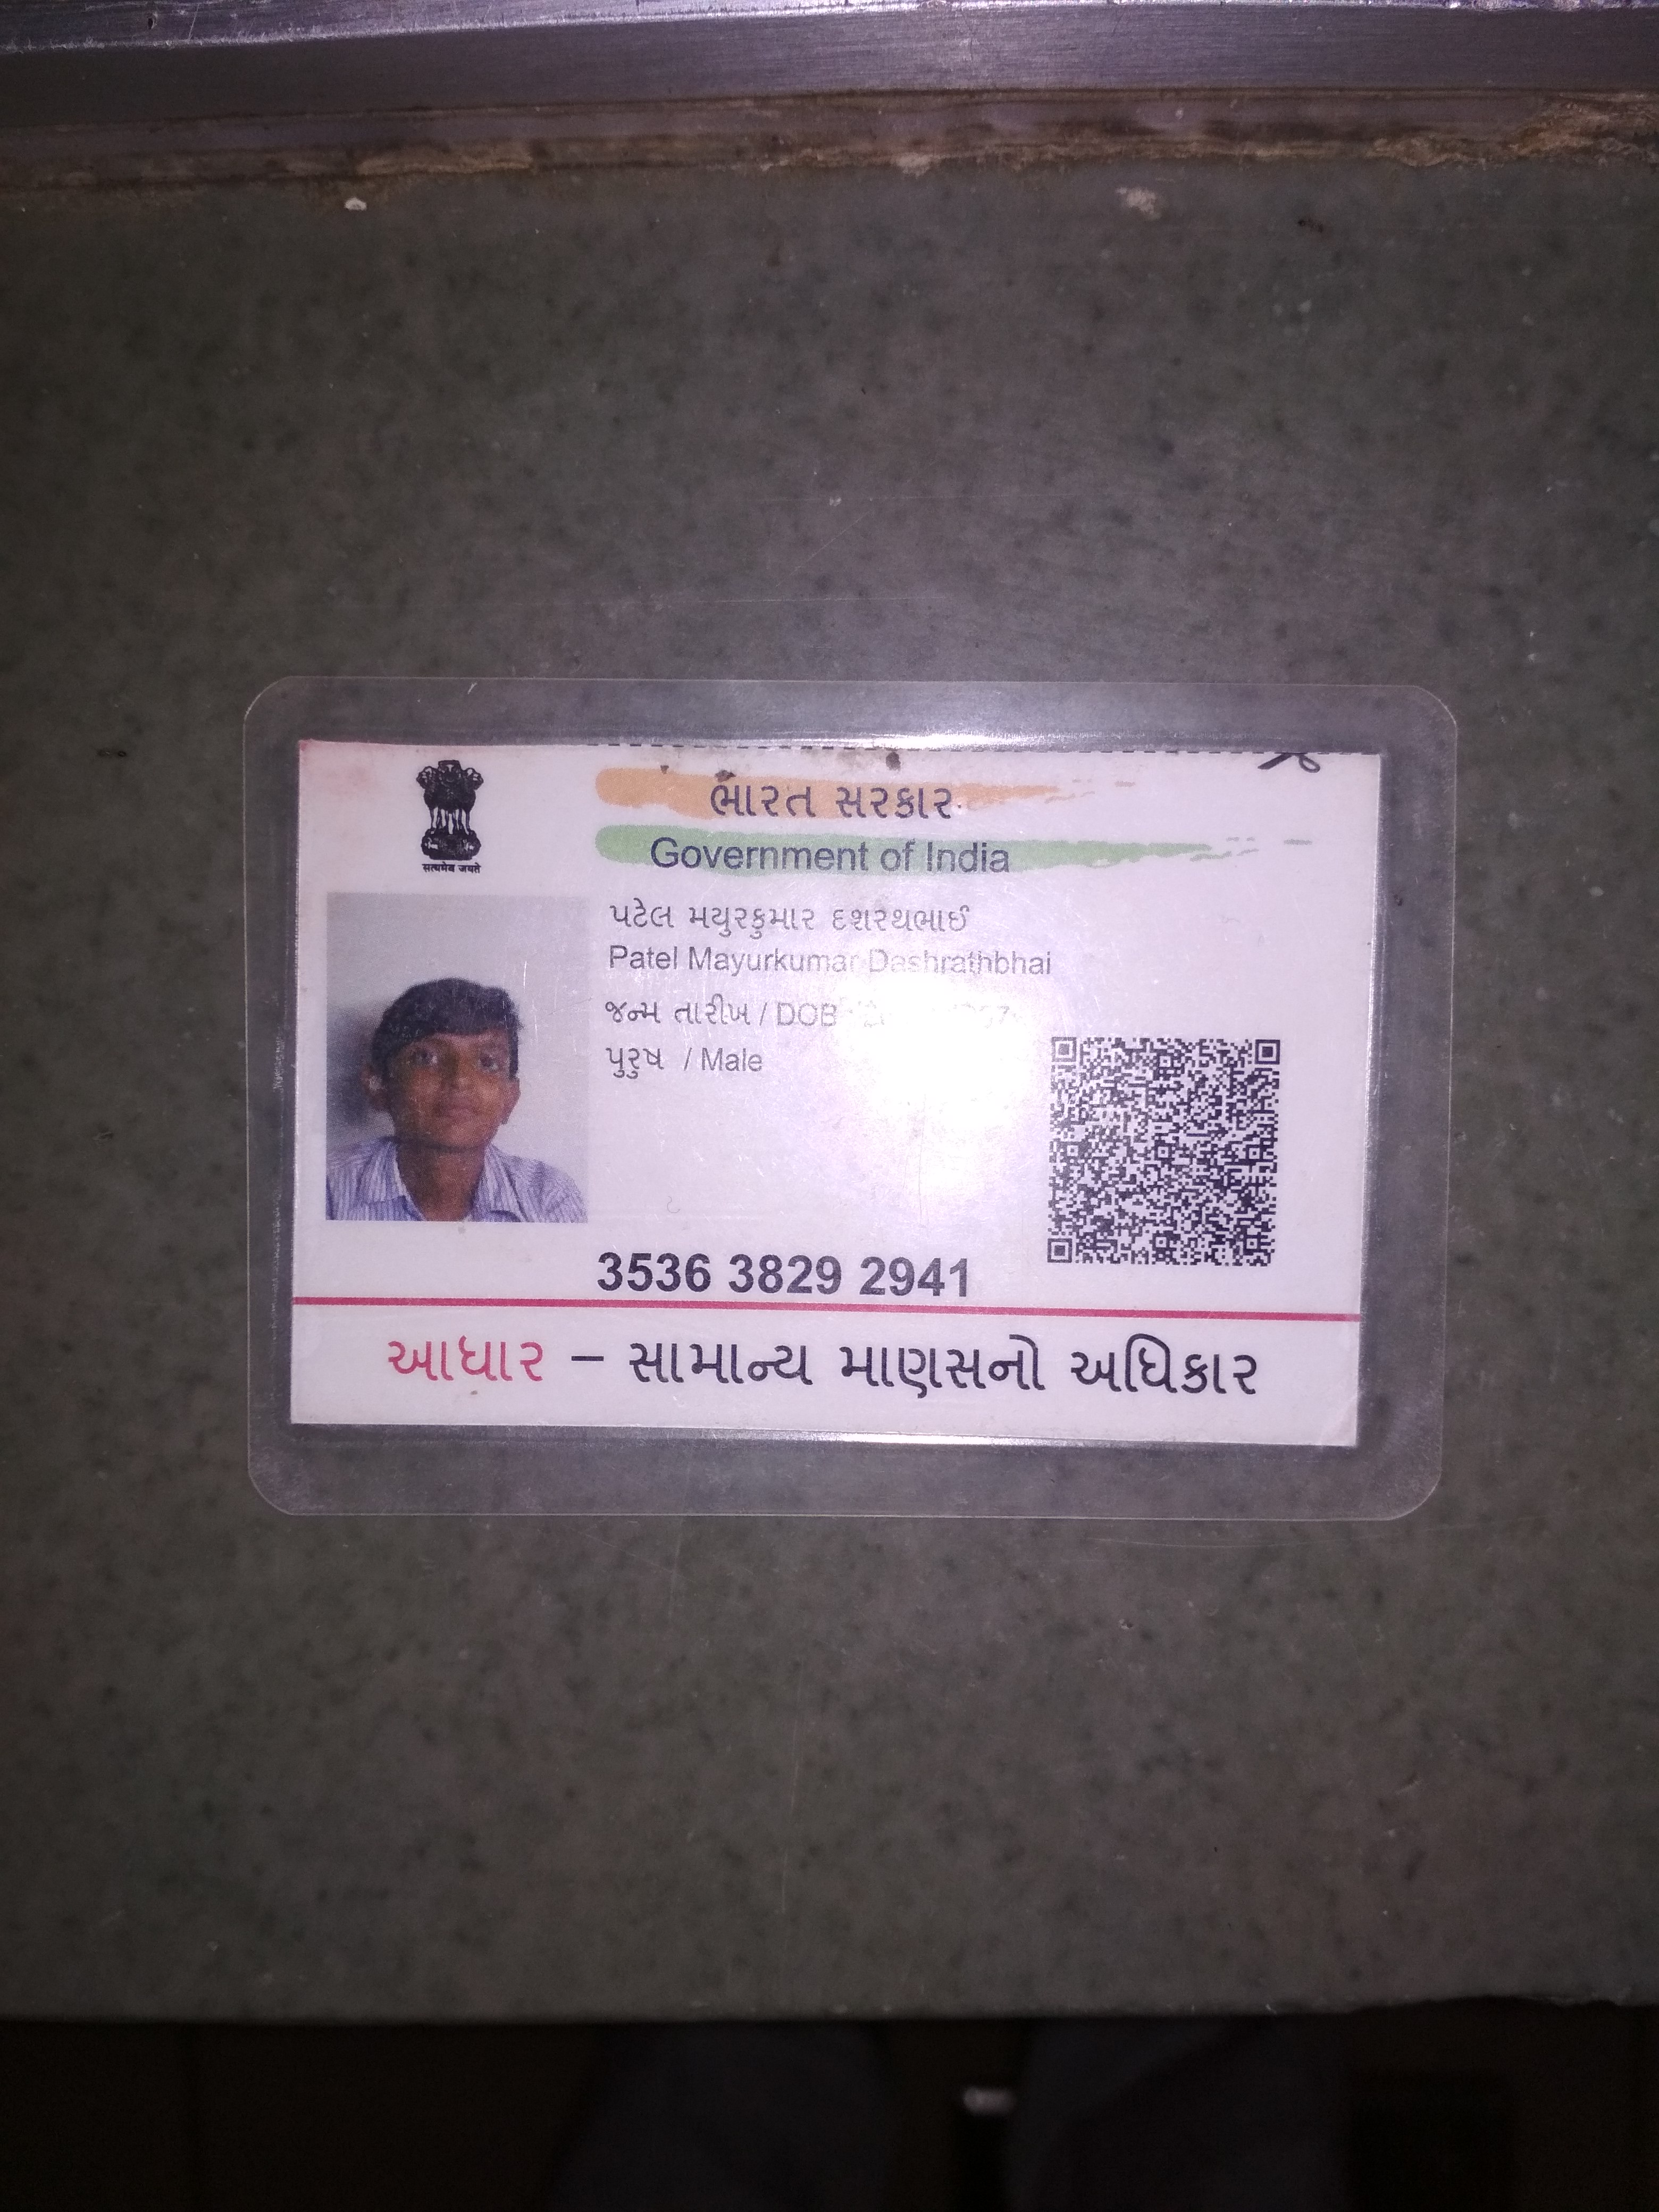 सत्यमेव जयते
ભારત સરકાર
Government of India
પટેલ મયુરકુમાર દશરથભાઈ
Patel Mayurkumar Dashrathbhai
જન્મ તારીખ / DOB
પુરુષ / Male
3536 3829 2941
આધાર – સામાન્ય માણસનો અધિકાર